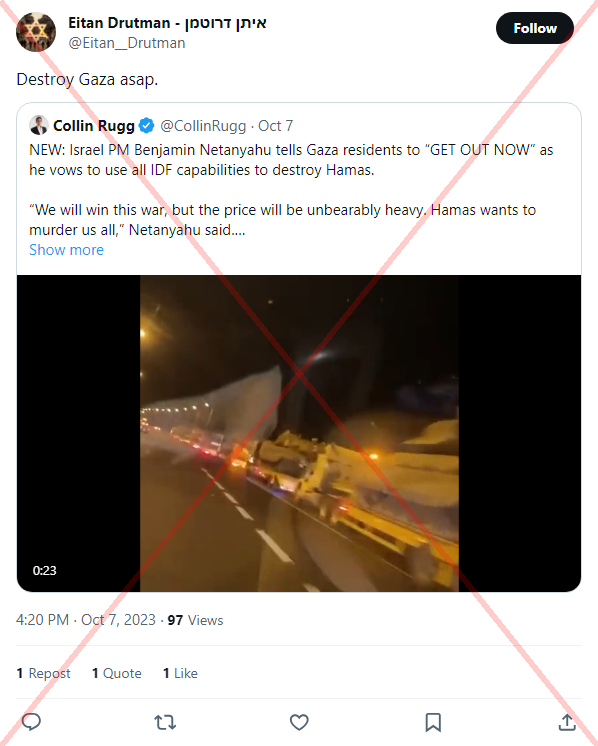 Eitan Drutman - איתן דרוטמן
@Eitan__Drutman
Follow
Destroy Gaza asap.
Collin Rugg @CollinRugg · Oct 7
NEW: Israel PM Benjamin Netanyahu tells Gaza residents to “GET OUT NOW” as
he vows to use all IDF capabilities to destroy Hamas.
“We will win this war, but the price will be unbearably heavy. Hamas wants to
murder us all,” Netanyahu said....
Show more
0:23
4:20 PM · Oct 7, 2023 · 97 Views
1 Repost 1 Quote 1 Like